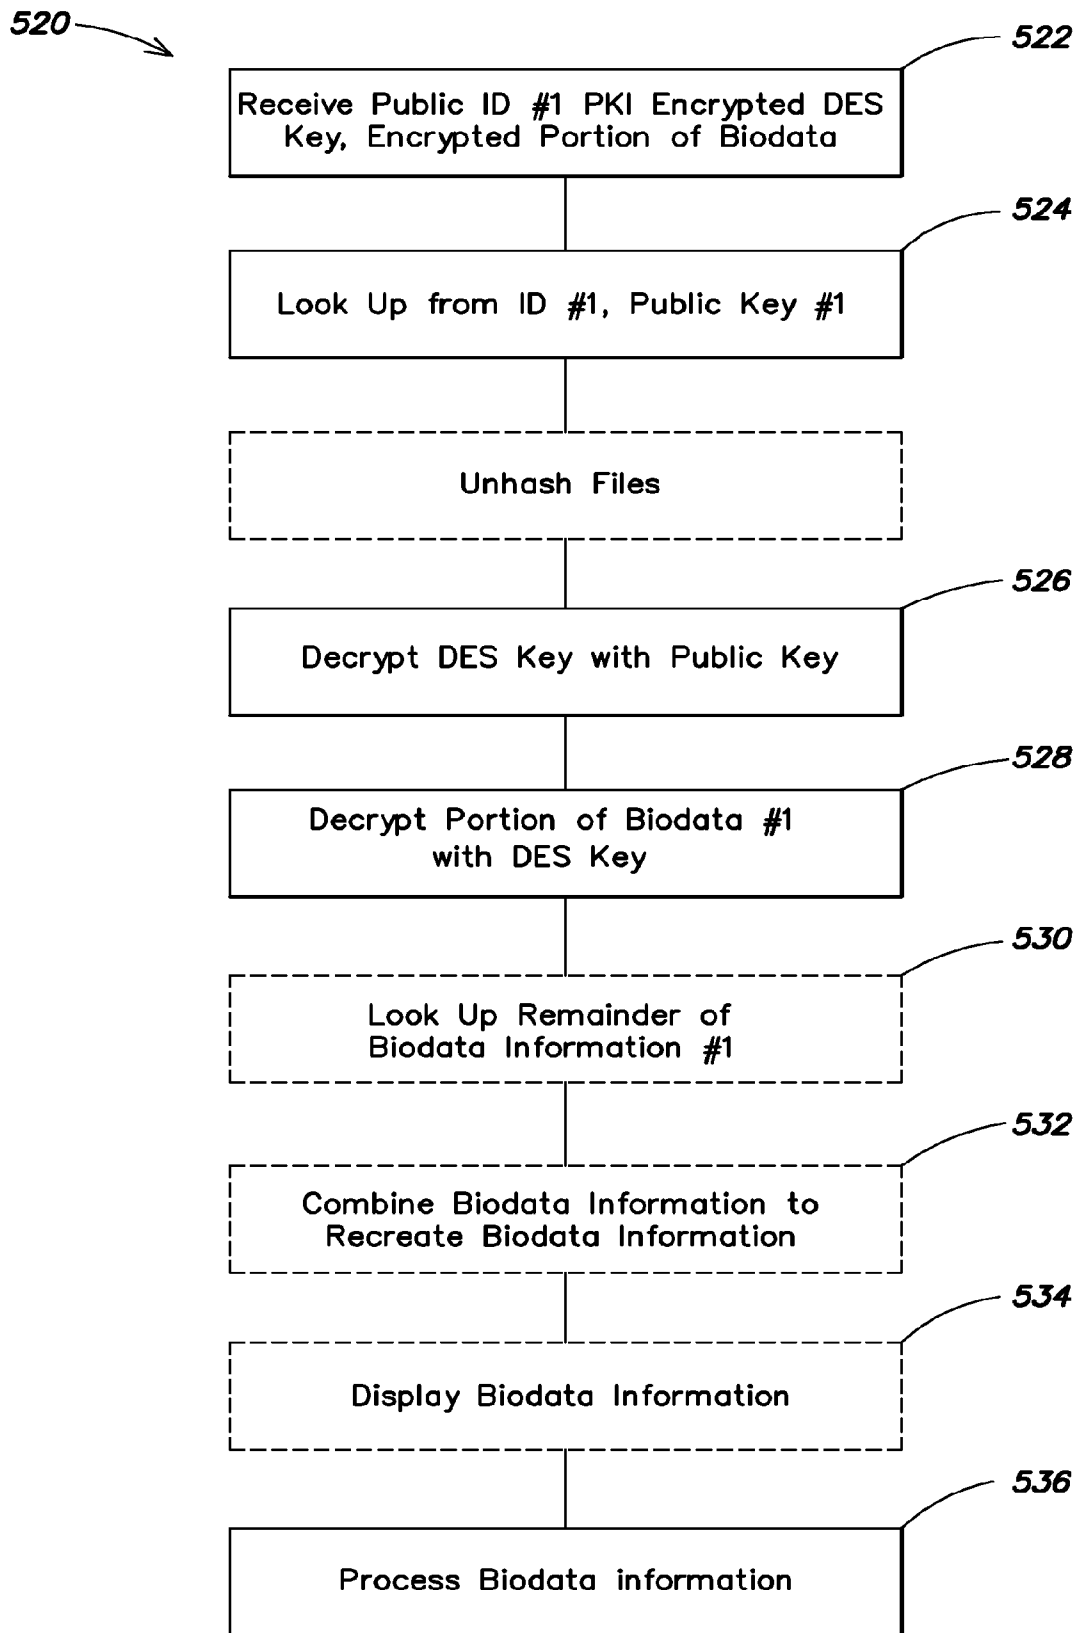 520
522
Receive Public ID #1 PKI Encrypted DES
Key, Encrypted Portion of Biodata
524
Look Up from ID #1, Public Key #1
Unhash Files
526
Decrypt DES Key with Public Key
528
Decrypt Portion of Biodata #1
with DES Key
530
Look Up Remainder of
Biodata Information #1
532
Combine Biodata Information to
Recreate Biodata Information
534
Display Biodata Information
536
Process Biodata information